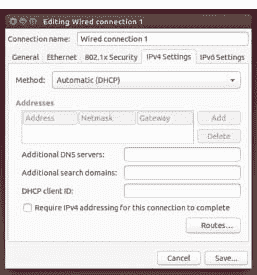 Editing Wired connection 1
Connection name: Wired connection 1
General Ethernet 802.1x Security IPv4 Settings IPv6 Settings
Method: Automatic (DHCP)
Addresses
Address Netmask Gateway Add
Delete
Additional DNS servers:
Additional search domains:
DHCP client ID:
Require IPv4 addressing for this connection to complete
Routes...
Cancel Save...